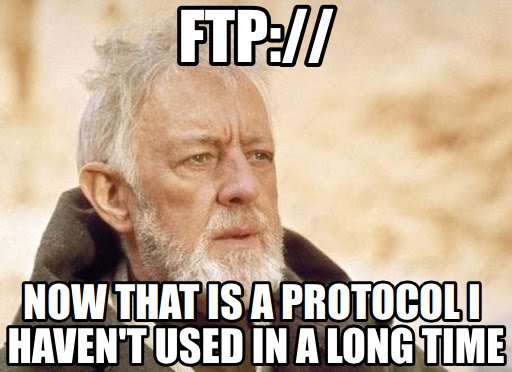 FTP://
NOW THAT IS A PROTOCOL I
HAVEN'T USED IN A LONG TIME